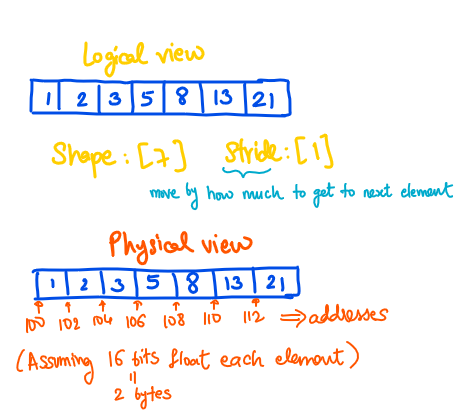 Logical view
1 2 3 5 8 13 21
Shape: [7] Stride: [1]
move by how much to get to next element
Physical view
1 2 3 5 8 13 21
100 102 104 106 108 110 112 ⇒ addresses
(Assuming 16 bits float each element)
=
2 bytes